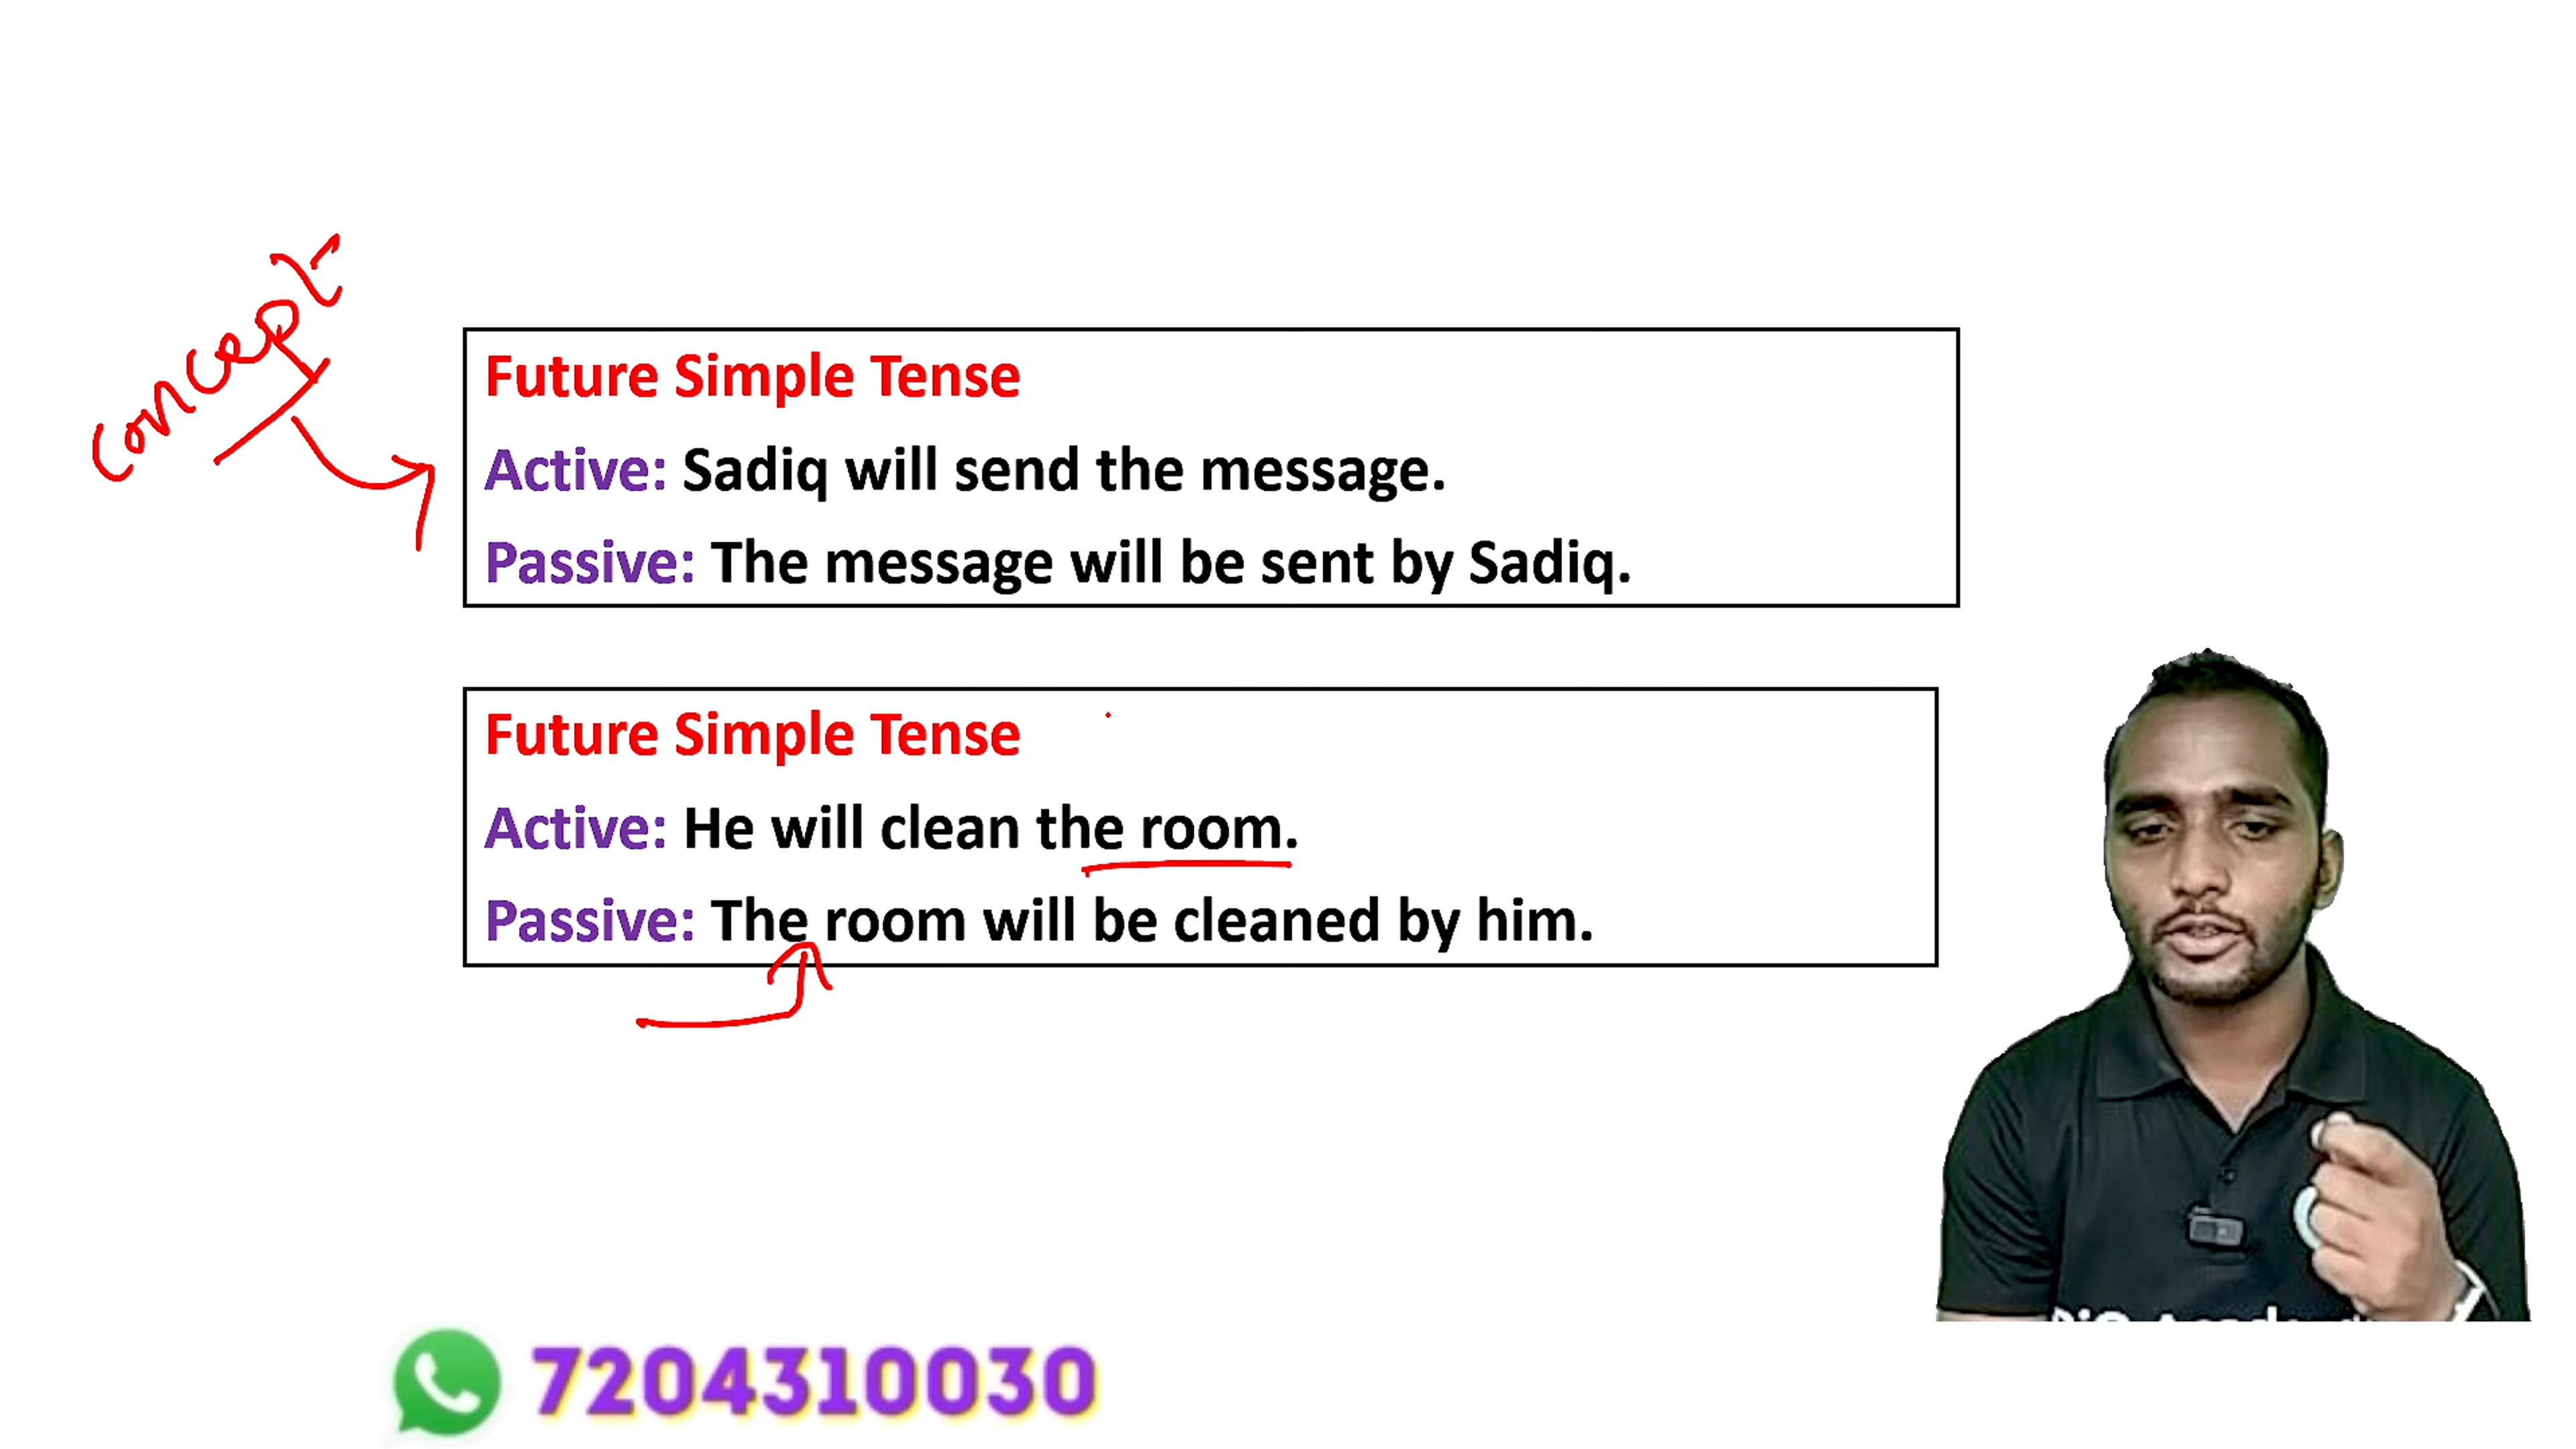 concept
Future Simple Tense
Active: Sadiq will send the message.
Passive: The message will be sent by Sadiq.
Future Simple Tense
Active: He will clean the room.
Passive: The room will be cleaned by him.
7204310030